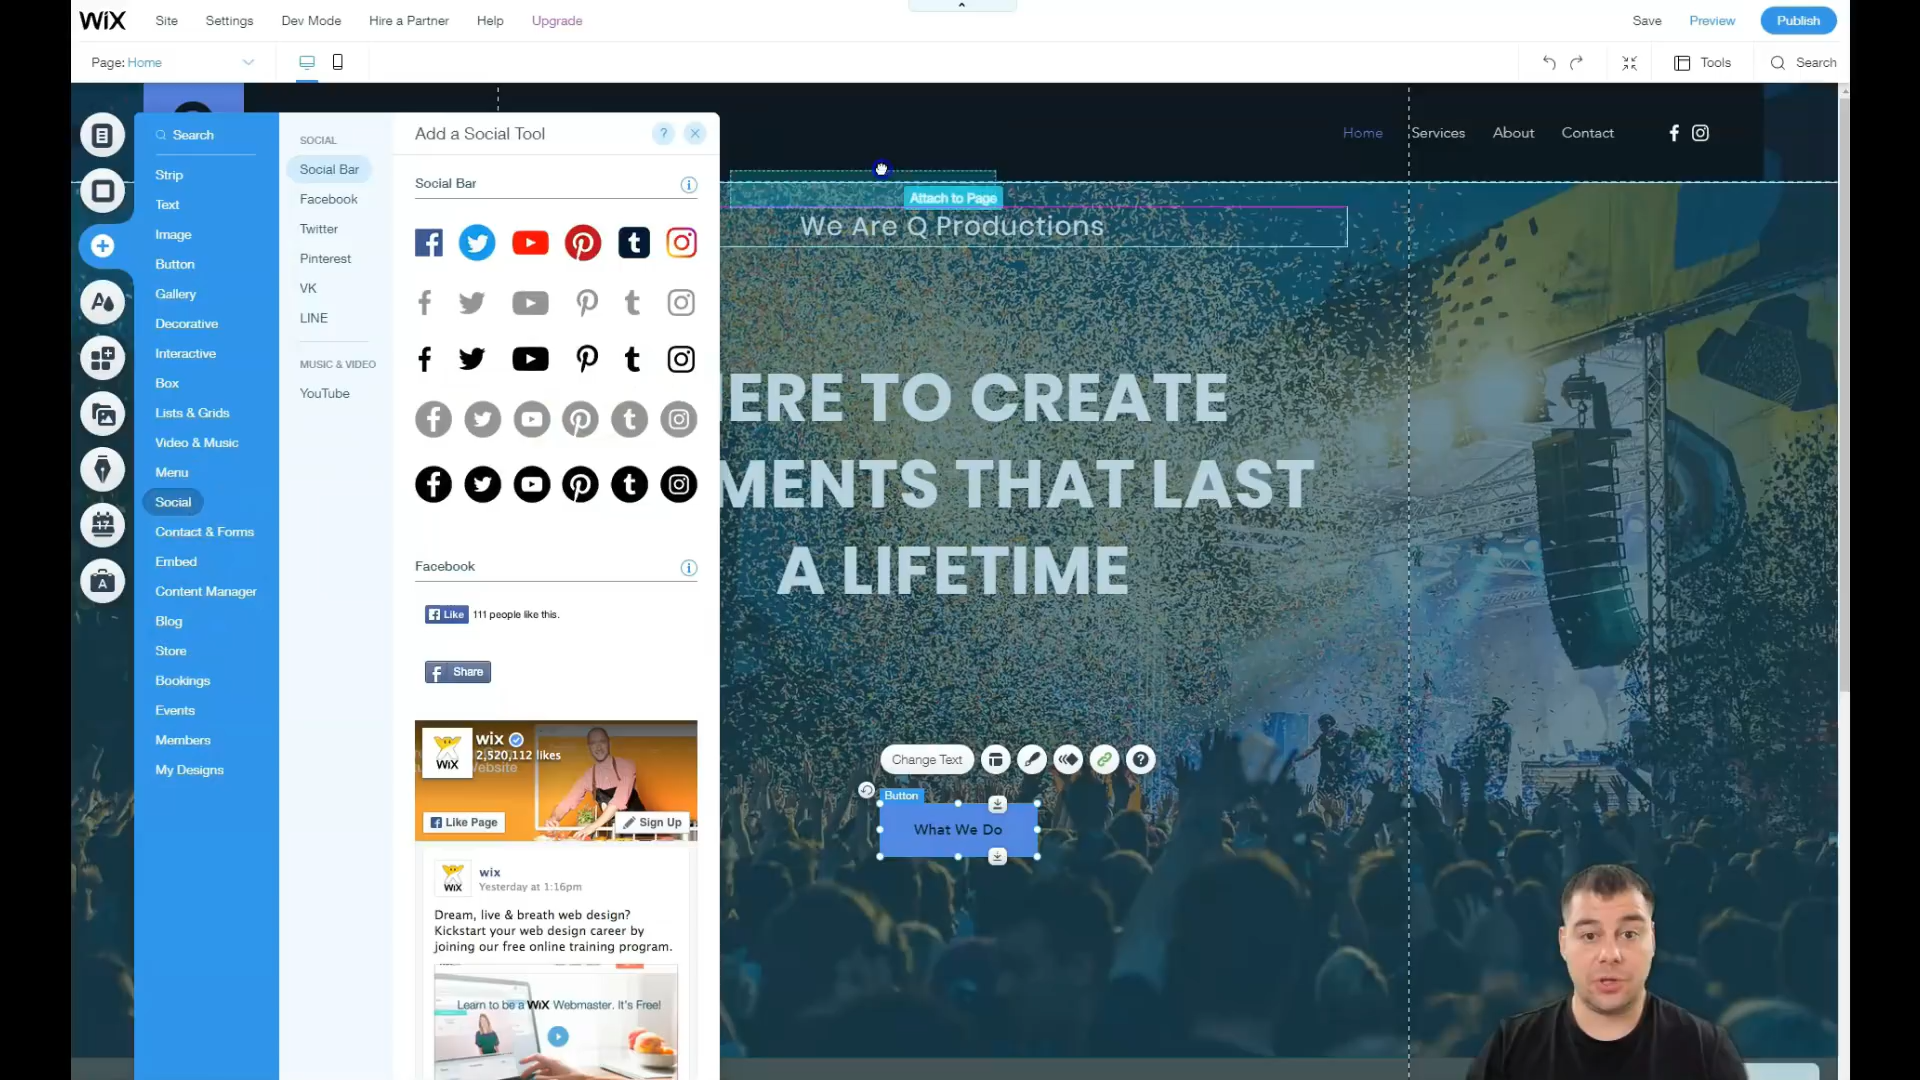 WiX Site Settings Dev Mode Hire a Partner Help Upgrade Save Preview Publish
Page: Home Tools Search
Search
Strip
Text
Image
Button
Gallery
Decorative
Interactive
Box
Lists & Grids
Video & Music
Menu
Social
Contact & Forms
Embed
Content Manager
Blog
Store
Bookings
Events
Members
My Designs
SOCIAL
Social Bar
Facebook
Twitter
Pinterest
VK
LINE
MUSIC & VIDEO
YouTube
Add a Social Tool ?
Social Bar
Facebook
Like 111 people like this.
Share
wix
2,520,112 likes
WiX
Like Page Sign Up
wix
WiX Yesterday at 1:16pm
Dream, live & breath web design?
Kickstart your web design career by
joining our free online training program.
Learn to be a WiX Webmaster. It's Free!
Home Services About Contact
Attach to Page
We Are Q Productions
ERE TO CREATE
MENTS THAT LAST
A LIFETIME
Change Text
Button
What We Do